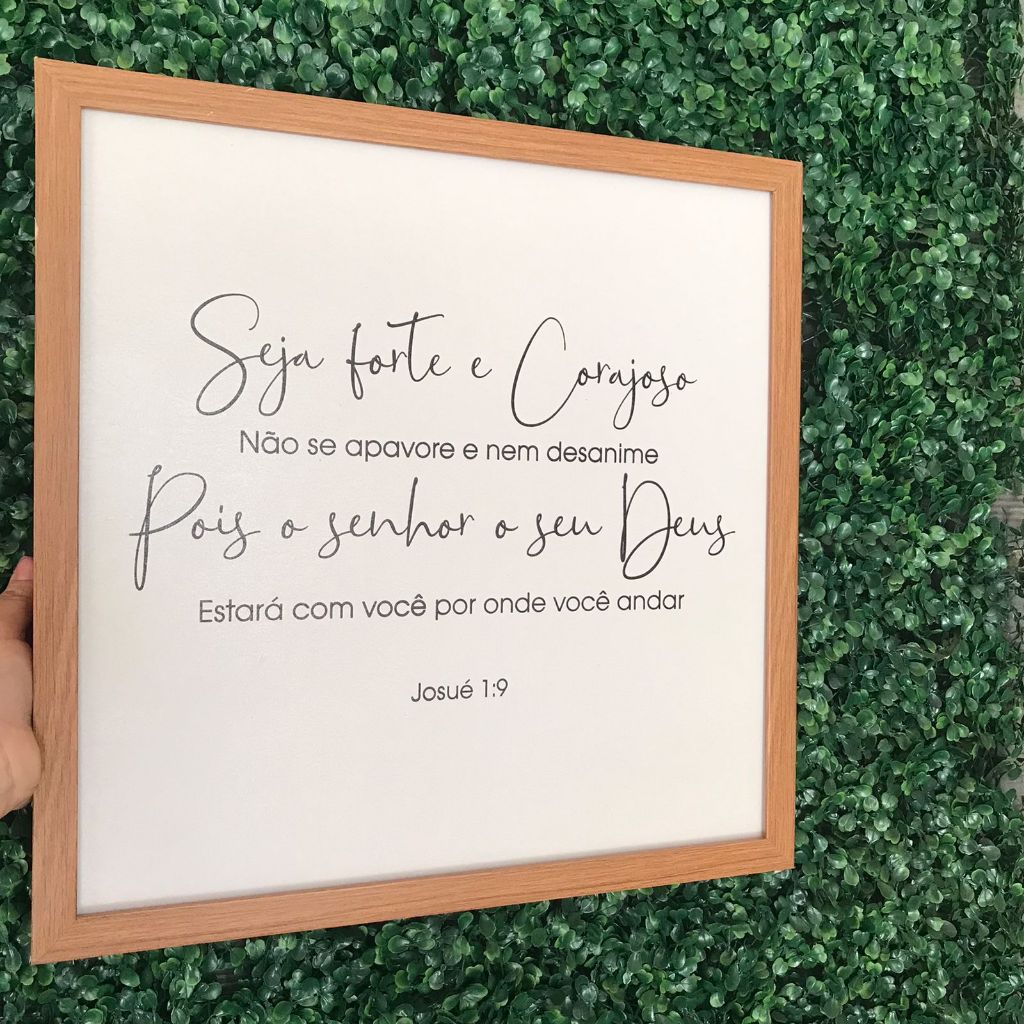 Seja forte e Corajoso
Não se apavore e nem desanime
Pois o senhor o seu Deus
Estará com você por onde você andar
Josué 1:9